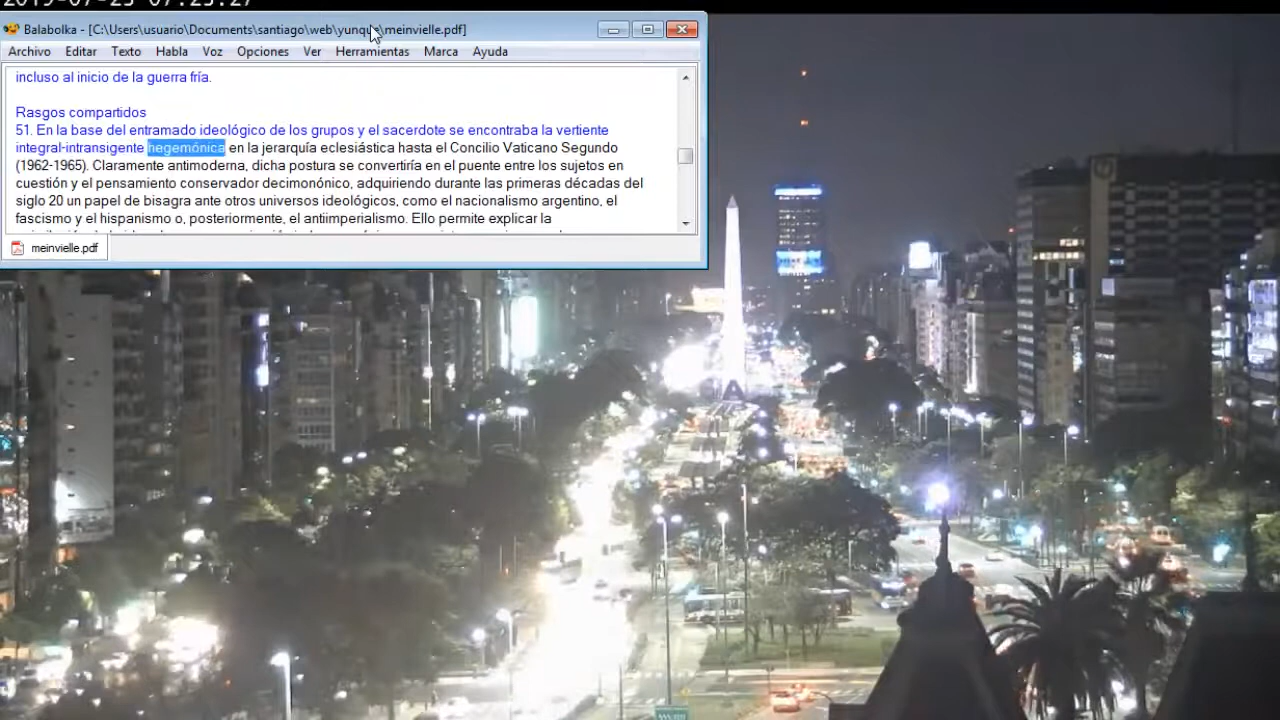 Balabolka - [C:\Users\usuario\Documents\santiago\web\yunque\meinvielle.pdf]
Archivo Editar Texto Habla Voz Opciones Ver Herramientas Marca Ayuda
incluso al inicio de la guerra fría.
Rasgos compartidos
51. En la base del entramado ideológico de los grupos y el sacerdote se encontraba la vertiente
integral-intransigente hegemónica en la jerarquía eclesiástica hasta el Concilio Vaticano Segundo
(1962-1965). Claramente antimoderna, dicha postura se convertiría en el puente entre los sujetos en
cuestión y el pensamiento conservador decimonónico, adquiriendo durante las primeras décadas del
siglo 20 un papel de bisagra ante otros universos ideológicos, como el nacionalismo argentino, el
fascismo y el hispanismo o, posteriormente, el antiimperialismo. Ello permite explicar la
meinvielle.pdf